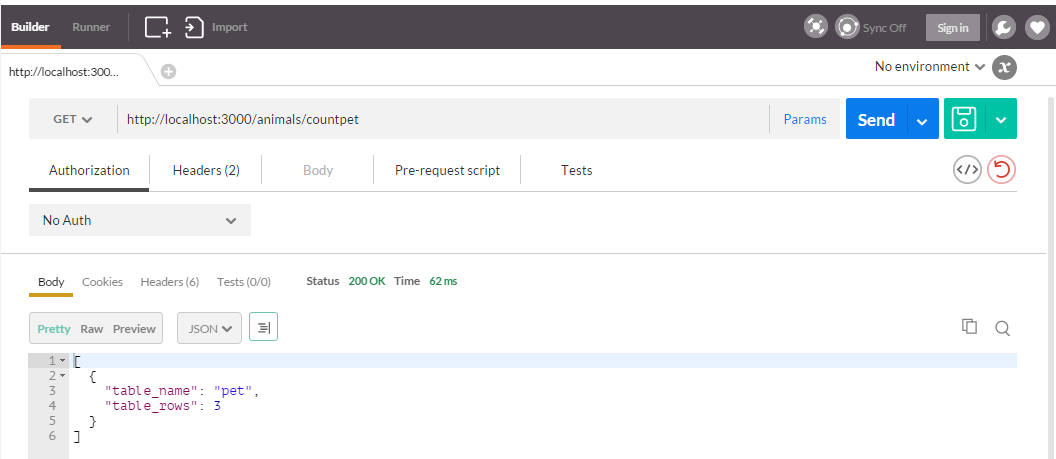 Builder Runner Import Sync Off Sign in
http://localhost:300... No environment
GET http://localhost:3000/animals/countpet Params Send
Authorization Headers (2) Body Pre-request script Tests
No Auth
Body Cookies Headers (6) Tests (0/0) Status 200 OK Time 62 ms
Pretty Raw Preview JSON
1 [
2 {
3 "table_name": "pet",
4 "table_rows": 3
5 }
6 ]